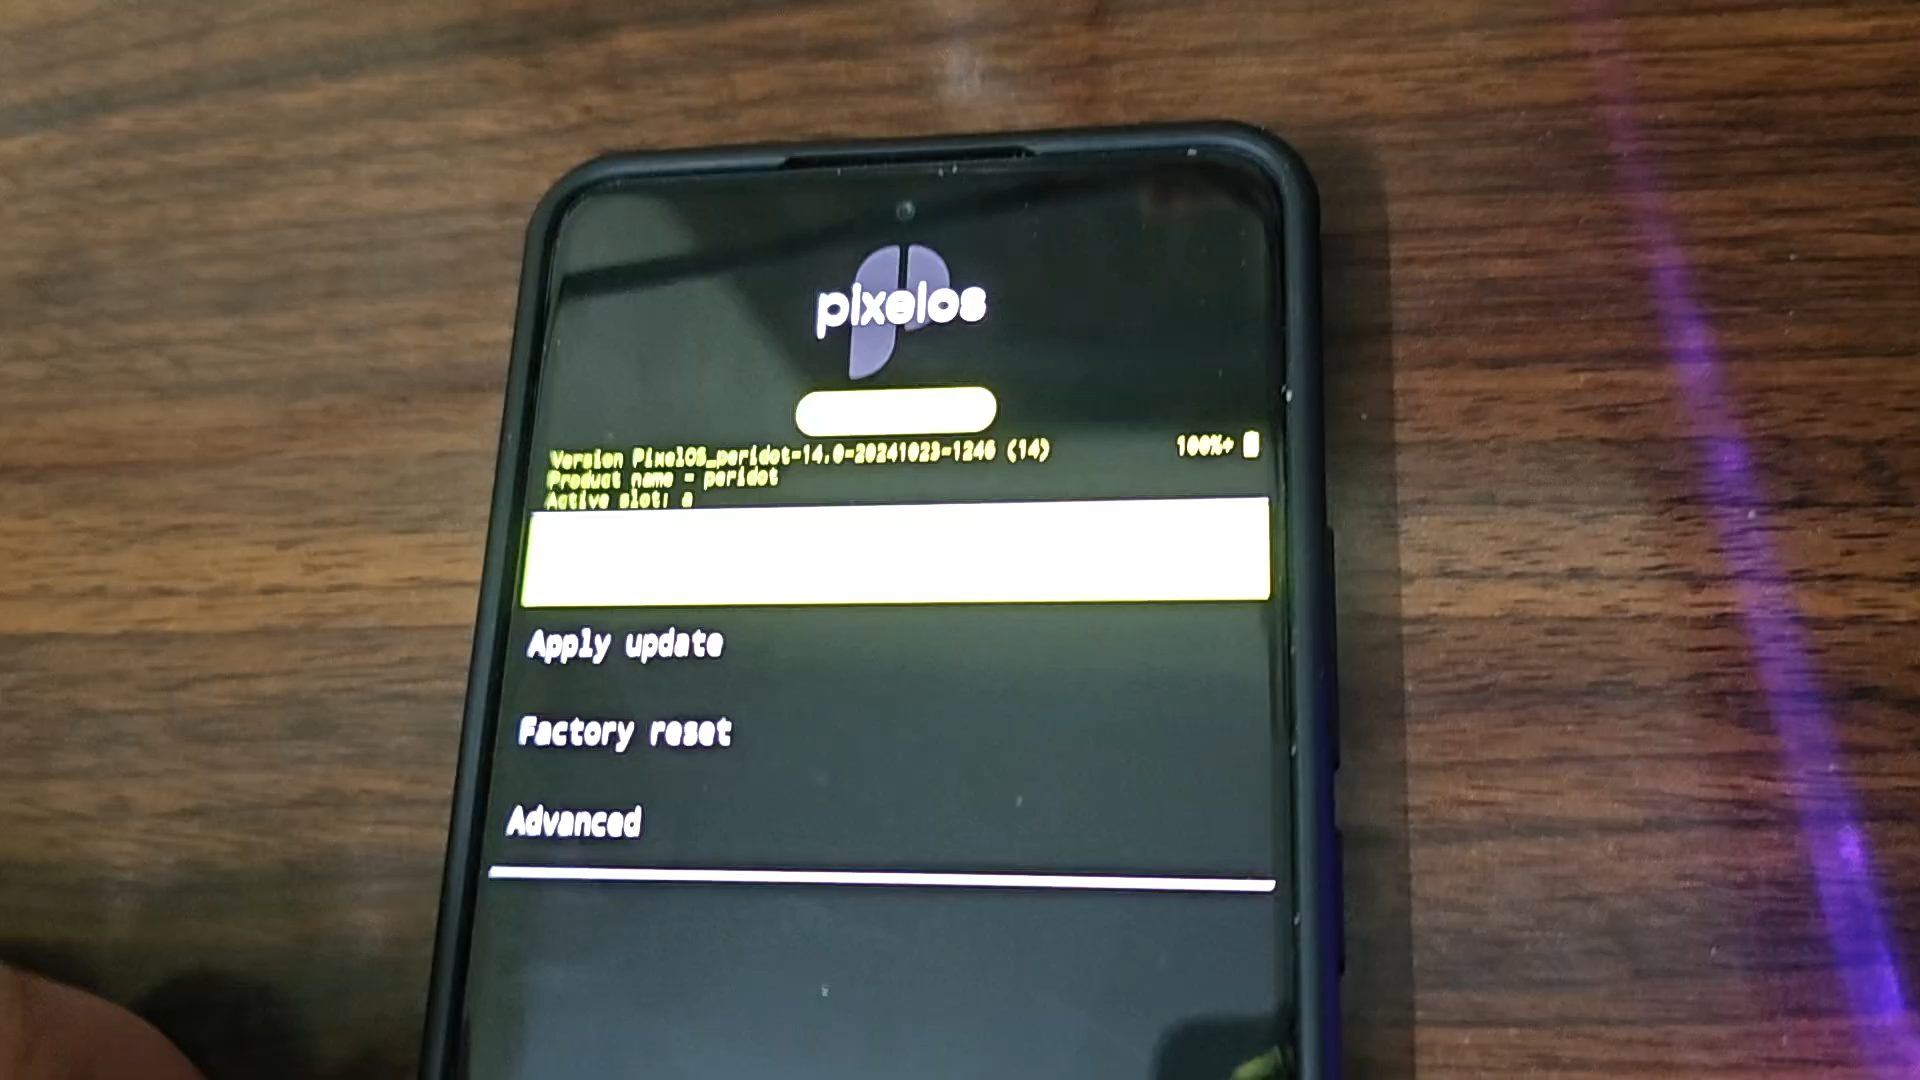 pixelos
Version PixelOS_peridot-14.0-20241023-1246 (14)
100%+
Product name - peridot
Active slot: a
Apply update
Factory reset
Advanced